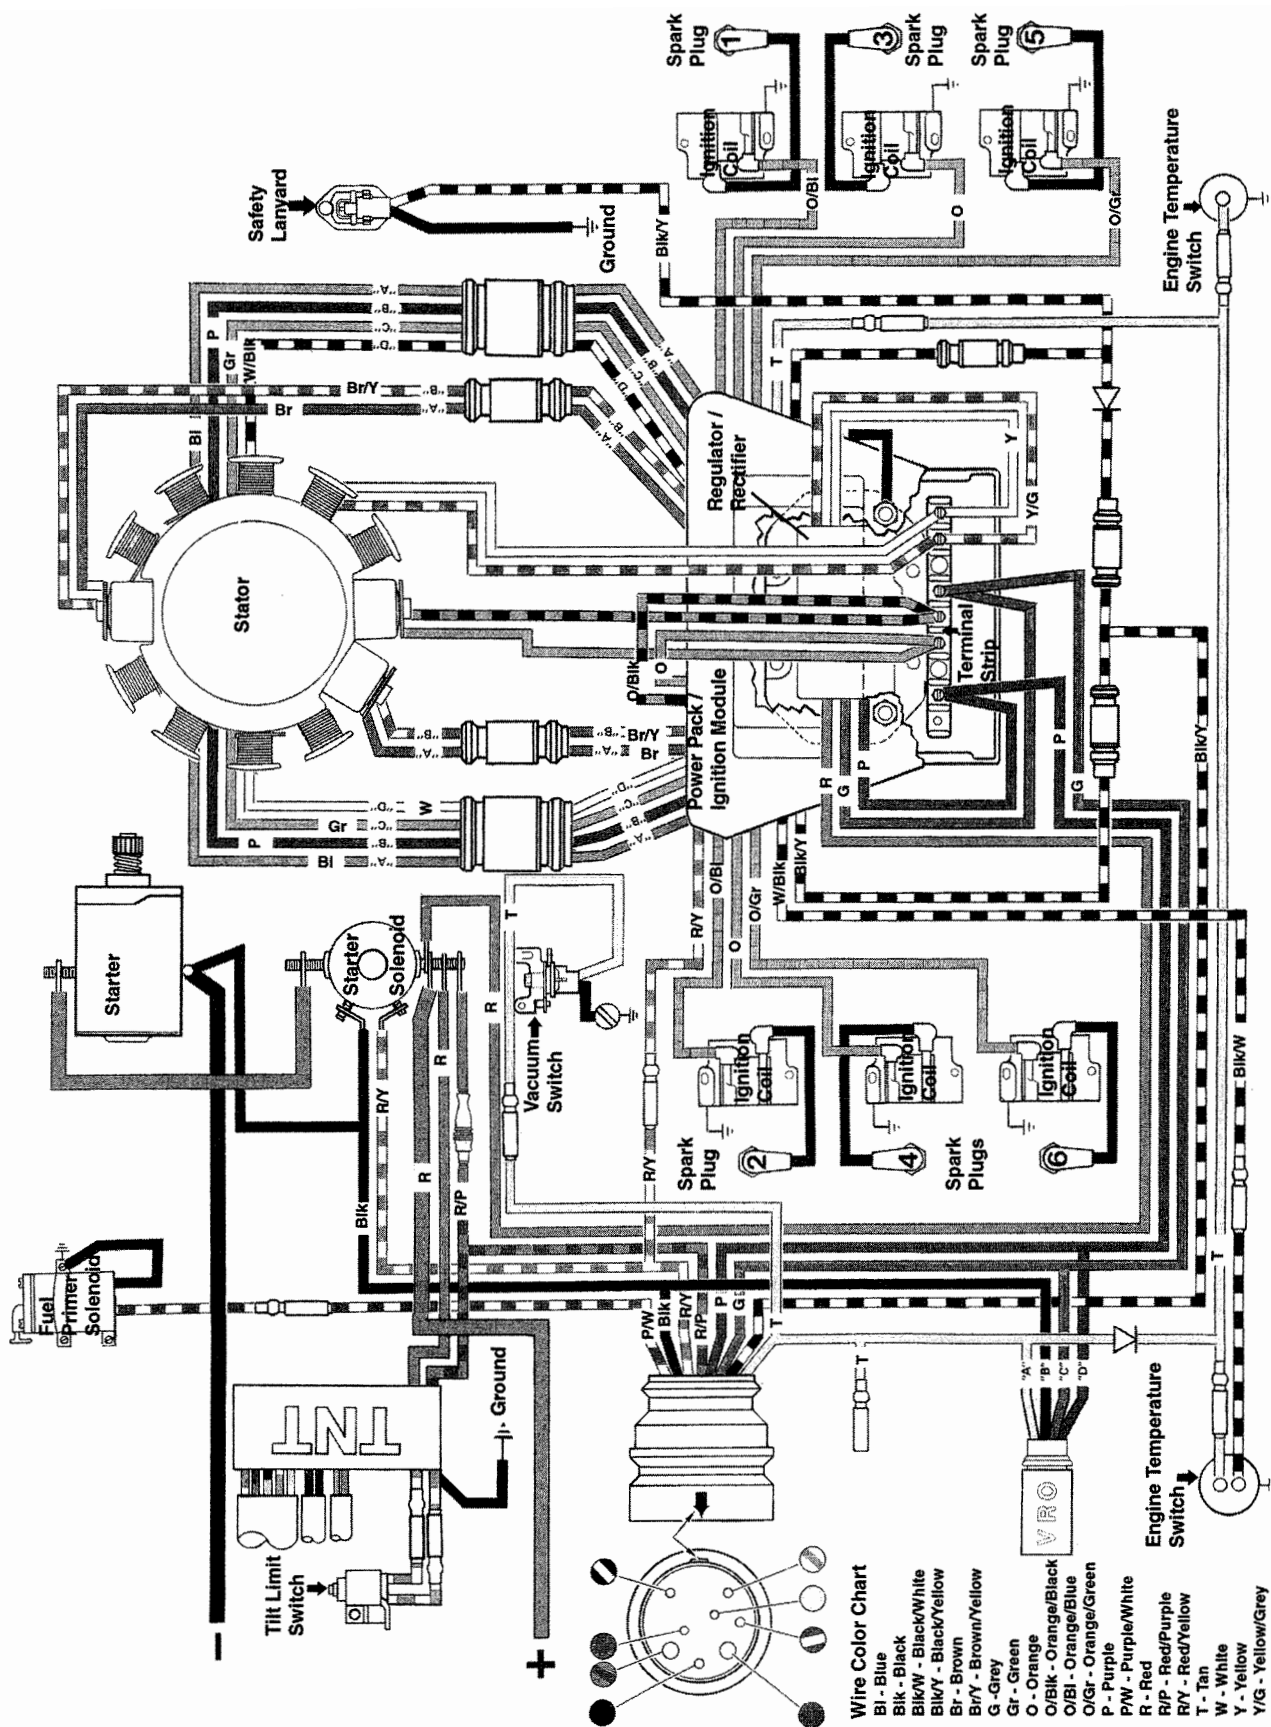 Spark
Plug
1
3
Spark
Plug
Spark
Plug
5
Ignition
Coil
Ignition
Coil
Ignition
Coil
O/Bl
O
O/Gr
Engine Temperature
Switch
Safety
Lanyard
Ground
Blk/Y
"A"
"B"
"C"
"D"
P
Gr
W/Blk
Bl
Br/Y
Br
"B"
"A"
"A"
"B"
"C"
"D"
"B"
"A"
T
Stator
Regulator /
Rectifier
Y
Y/G
Terminal
Strip
O/Blk
O
Power Pack /
Ignition Module
R
G
P
P
G
Blk/Y
"B"
"A"
"B"
"A"
Br/Y
Br
W
Gr
P
Bl
"D"
"C"
"B"
"A"
"D"
"C"
"B"
"A"
R/Y
O/Bl
O
O/Gr
W/Blk
Blk/Y
Starter
Starter
Solenoid
T
R
Vacuum
Switch
R/Y
R
R
R/P
Blk
R/Y
Ignition
Coil
Ignition
Coil
Ignition
Coil
Spark
Plug
2
4
Spark
Plugs
6
Blk/W
T
Fuel
Primer
Solenoid
P/W
Blk
R/Y
R/P
P
G
T
T
TNT
Ground
Tilt Limit
Switch
–
+
"A"
"B"
"C"
"D"
VRO
Engine Temperature
Switch
Wire Color Chart
Bl - Blue
Blk - Black
Blk/W - Black/White
Blk/Y - Black/Yellow
Br - Brown
Br/Y - Brown/Yellow
G -Grey
Gr - Green
O - Orange
O/Blk - Orange/Black
O/Bl - Orange/Blue
O/Gr - Orange/Green
P - Purple
P/W - Purple/White
R - Red
R/P - Red/Purple
R/Y - Red/Yellow
T - Tan
W - White
Y - Yellow
Y/G - Yellow/Grey